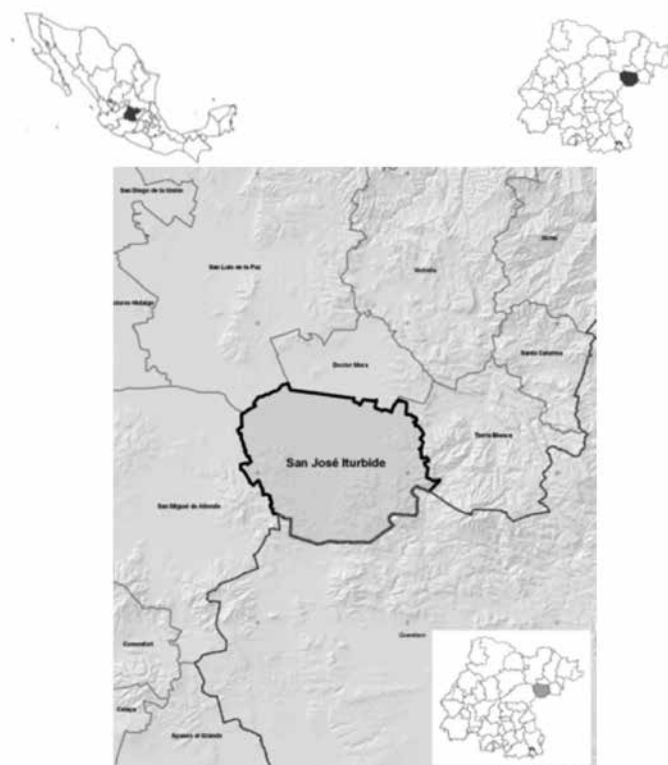 San Diego de la Unión
San Luis de la Paz
Victoria
Xichú
Dolores Hidalgo
Doctor Mora
Santa Catarina
Tierra Blanca
San José Iturbide
San Miguel de Allende
Querétaro
Comonfort
Celaya
Apaseo el Grande